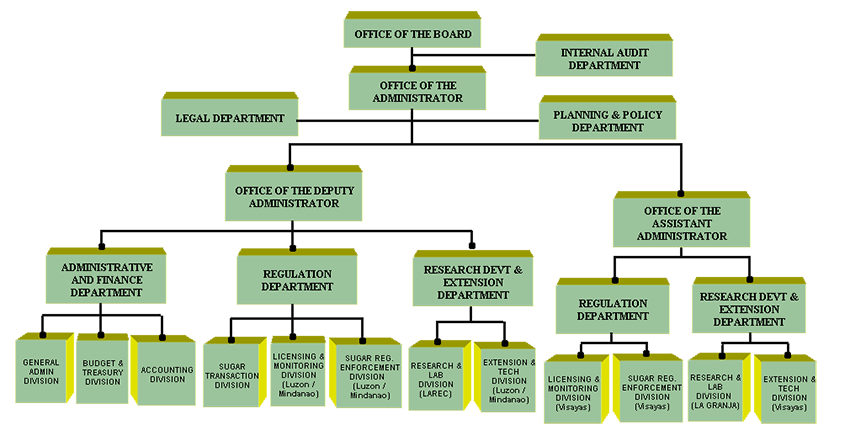 OFFICE OF THE BOARD
INTERNAL AUDIT
DEPARTMENT
OFFICE OF THE
ADMINISTRATOR
LEGAL DEPARTMENT
PLANNING & POLICY
DEPARTMENT
OFFICE OF THE DEPUTY
ADMINISTRATOR
OFFICE OF THE
ASSISTANT
ADMINISTRATOR
ADMINISTRATIVE
AND FINANCE
DEPARTMENT
REGULATION
DEPARTMENT
RESEARCH DEVT &
EXTENSION
DEPARTMENT
REGULATION
DEPARTMENT
RESEARCH DEVT &
EXTENSION
DEPARTMENT
GENERAL
ADMIN
DIVISION
BUDGET &
TREASURY
DIVISION
ACCOUNTING
DIVISION
SUGAR
TRANSACTION
DIVISION
LICENSING &
MONITORING
DIVISION
(Luzon /
Mindanao)
SUGAR REG.
ENFORCEMENT
DIVISION
(Luzon /
Mindanao)
RESEARCH &
LAB
DIVISION
(LAREC)
EXTENSION &
TECH
DIVISION
(Luzon /
Mindanao)
LICENSING &
MONITORING
DIVISION
(Visayas)
SUGAR REG.
ENFORCEMENT
DIVISION
(Visayas)
RESEARCH &
LAB
DIVISION
(LA GRANJA)
EXTENSION &
TECH
DIVISION
(Visayas)